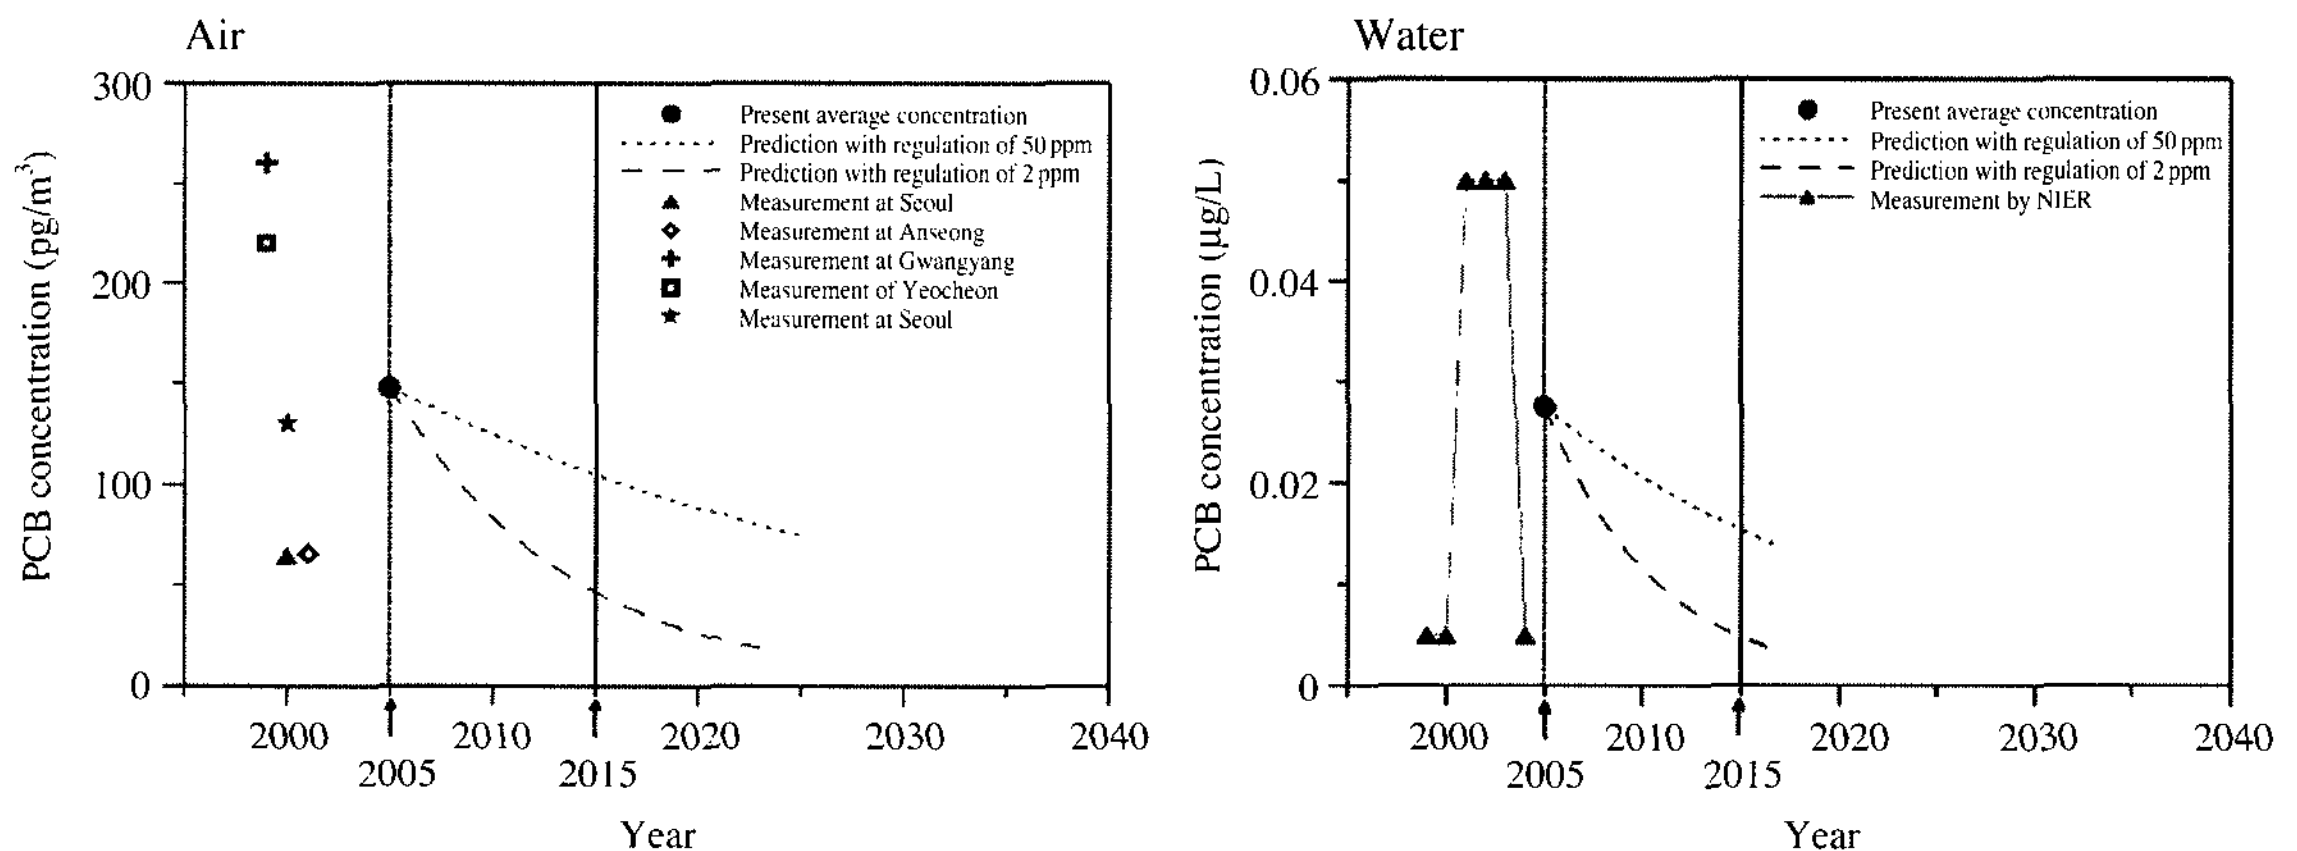 Air
PCB concentration (pg/m³)
300
200
100
0
Present average concentration
Prediction with regulation of 50 ppm
Prediction with regulation of 2 ppm
Measurement at Seoul
Measurement at Anseong
Measurement at Gwangyang
Measurement of Yeocheon
Measurement at Seoul
2000 2010 2020 2030 2040
2005 2015
Year
Water
PCB concentration (µg/L)
0.06
0.04
0.02
0
Present average concentration
Prediction with regulation of 50 ppm
Prediction with regulation of 2 ppm
Measurement by NIER
2000 2010 2020 2030 2040
2005 2015
Year